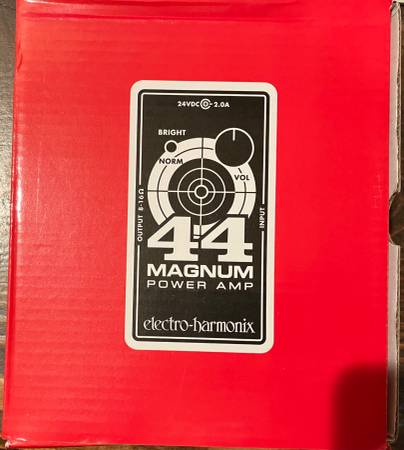 24VDC 2.0A
BRIGHT
NORM
VOL
OUTPUT 8-16Ω
INPUT
44
MAGNUM
POWER AMP
electro-harmonix